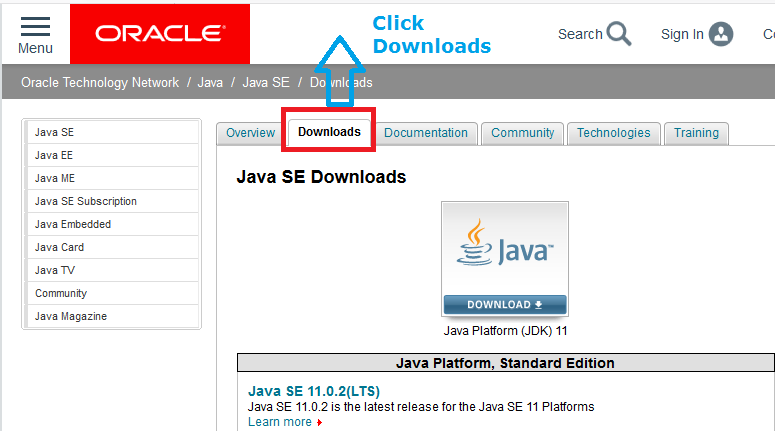 Menu
ORACLE
Click
Downloads
Search
Sign In
Oracle Technology Network / Java / Java SE / Downloads
Java SE
Java EE
Java ME
Java SE Subscription
Java Embedded
Java Card
Java TV
Community
Java Magazine
Overview Downloads Documentation Community Technologies Training
Java SE Downloads
Java™
DOWNLOAD
Java Platform (JDK) 11
Java Platform, Standard Edition
Java SE 11.0.2(LTS)
Java SE 11.0.2 is the latest release for the Java SE 11 Platforms
Learn more